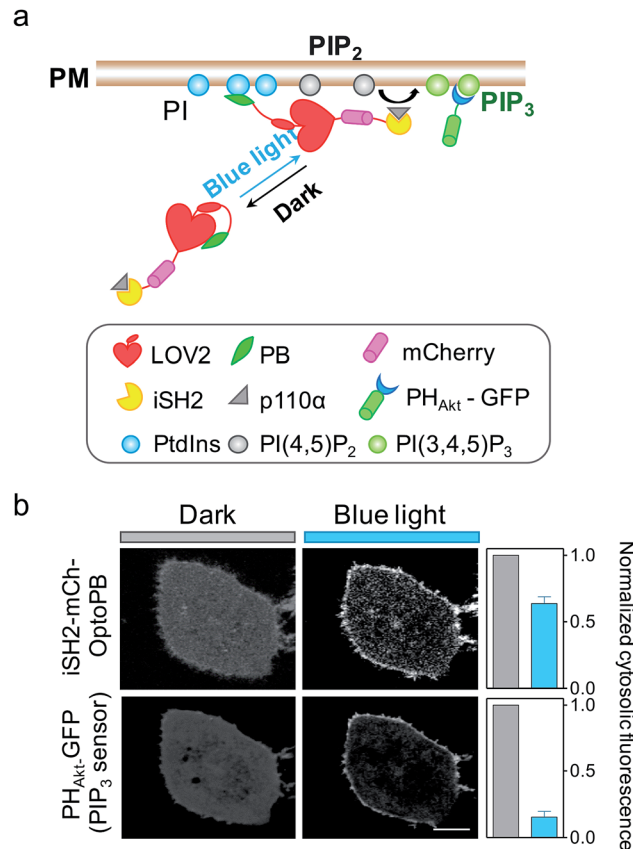 a
PIP2
PM
PI
PIP3
Blue light
Dark
LOV2
PB
mCherry
iSH2
p110α
PHAkt - GFP
PtdIns
PI(4,5)P2
PI(3,4,5)P3
b
Dark
Blue light
iSH2-mCh-
OptoPB
1.0
0.5
0.0
PHAkt-GFP
(PIP3 sensor)
1.0
0.5
0.0
Normalized cytosolic fluorescence